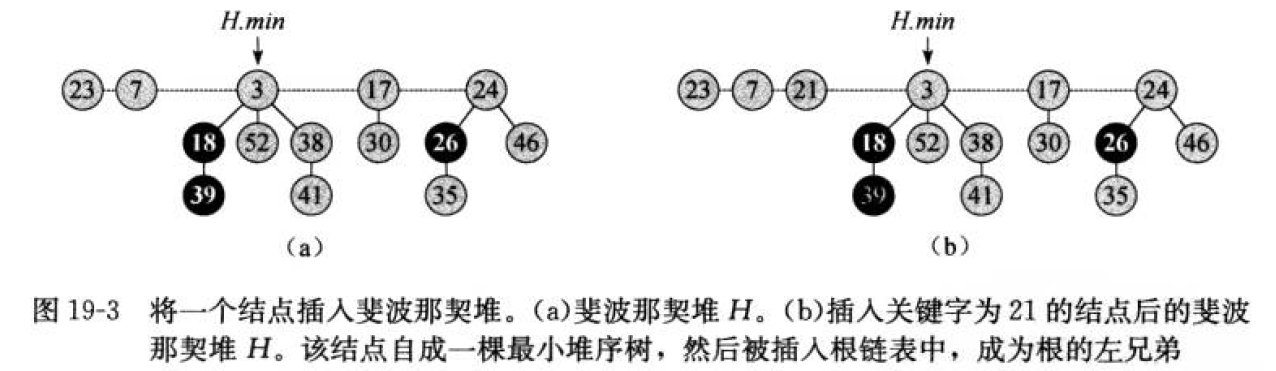 H.min H.min
23 7 3 17 24 23 7 21 3 17 24
18 52 38 30 26 46 18 52 38 30 26 46
39 41 35 39 41 35
(a) (b)
图 19-3 将一个结点插入斐波那契堆。(a)斐波那契堆 H。(b)插入关键字为 21 的结点后的斐波
那契堆 H。该结点自成一棵最小堆序树，然后被插入根链表中，成为根的左兄弟